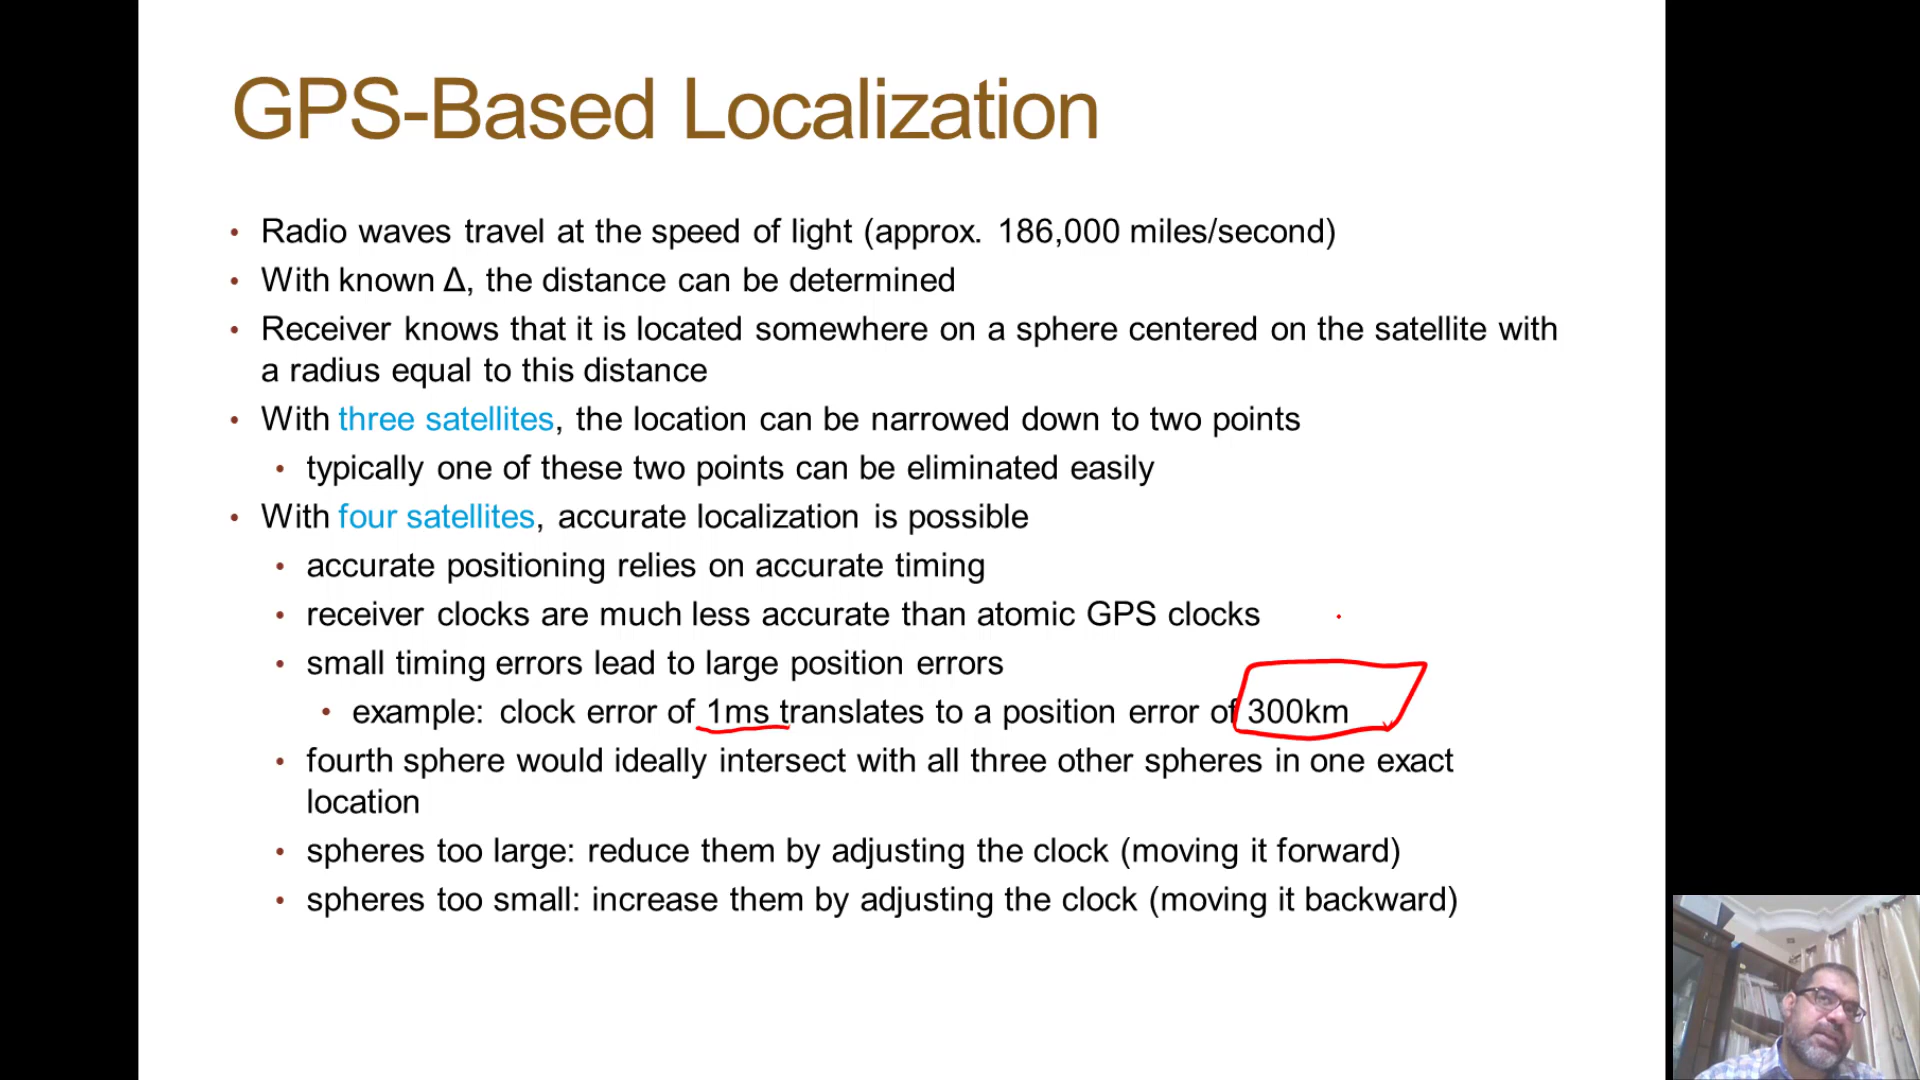 GPS-Based Localization
• Radio waves travel at the speed of light (approx. 186,000 miles/second)
• With known Δ, the distance can be determined
• Receiver knows that it is located somewhere on a sphere centered on the satellite with
a radius equal to this distance
• With three satellites, the location can be narrowed down to two points
• typically one of these two points can be eliminated easily
• With four satellites, accurate localization is possible
• accurate positioning relies on accurate timing
• receiver clocks are much less accurate than atomic GPS clocks
• small timing errors lead to large position errors
• example: clock error of 1ms translates to a position error of 300km
• fourth sphere would ideally intersect with all three other spheres in one exact
location
• spheres too large: reduce them by adjusting the clock (moving it forward)
• spheres too small: increase them by adjusting the clock (moving it backward)